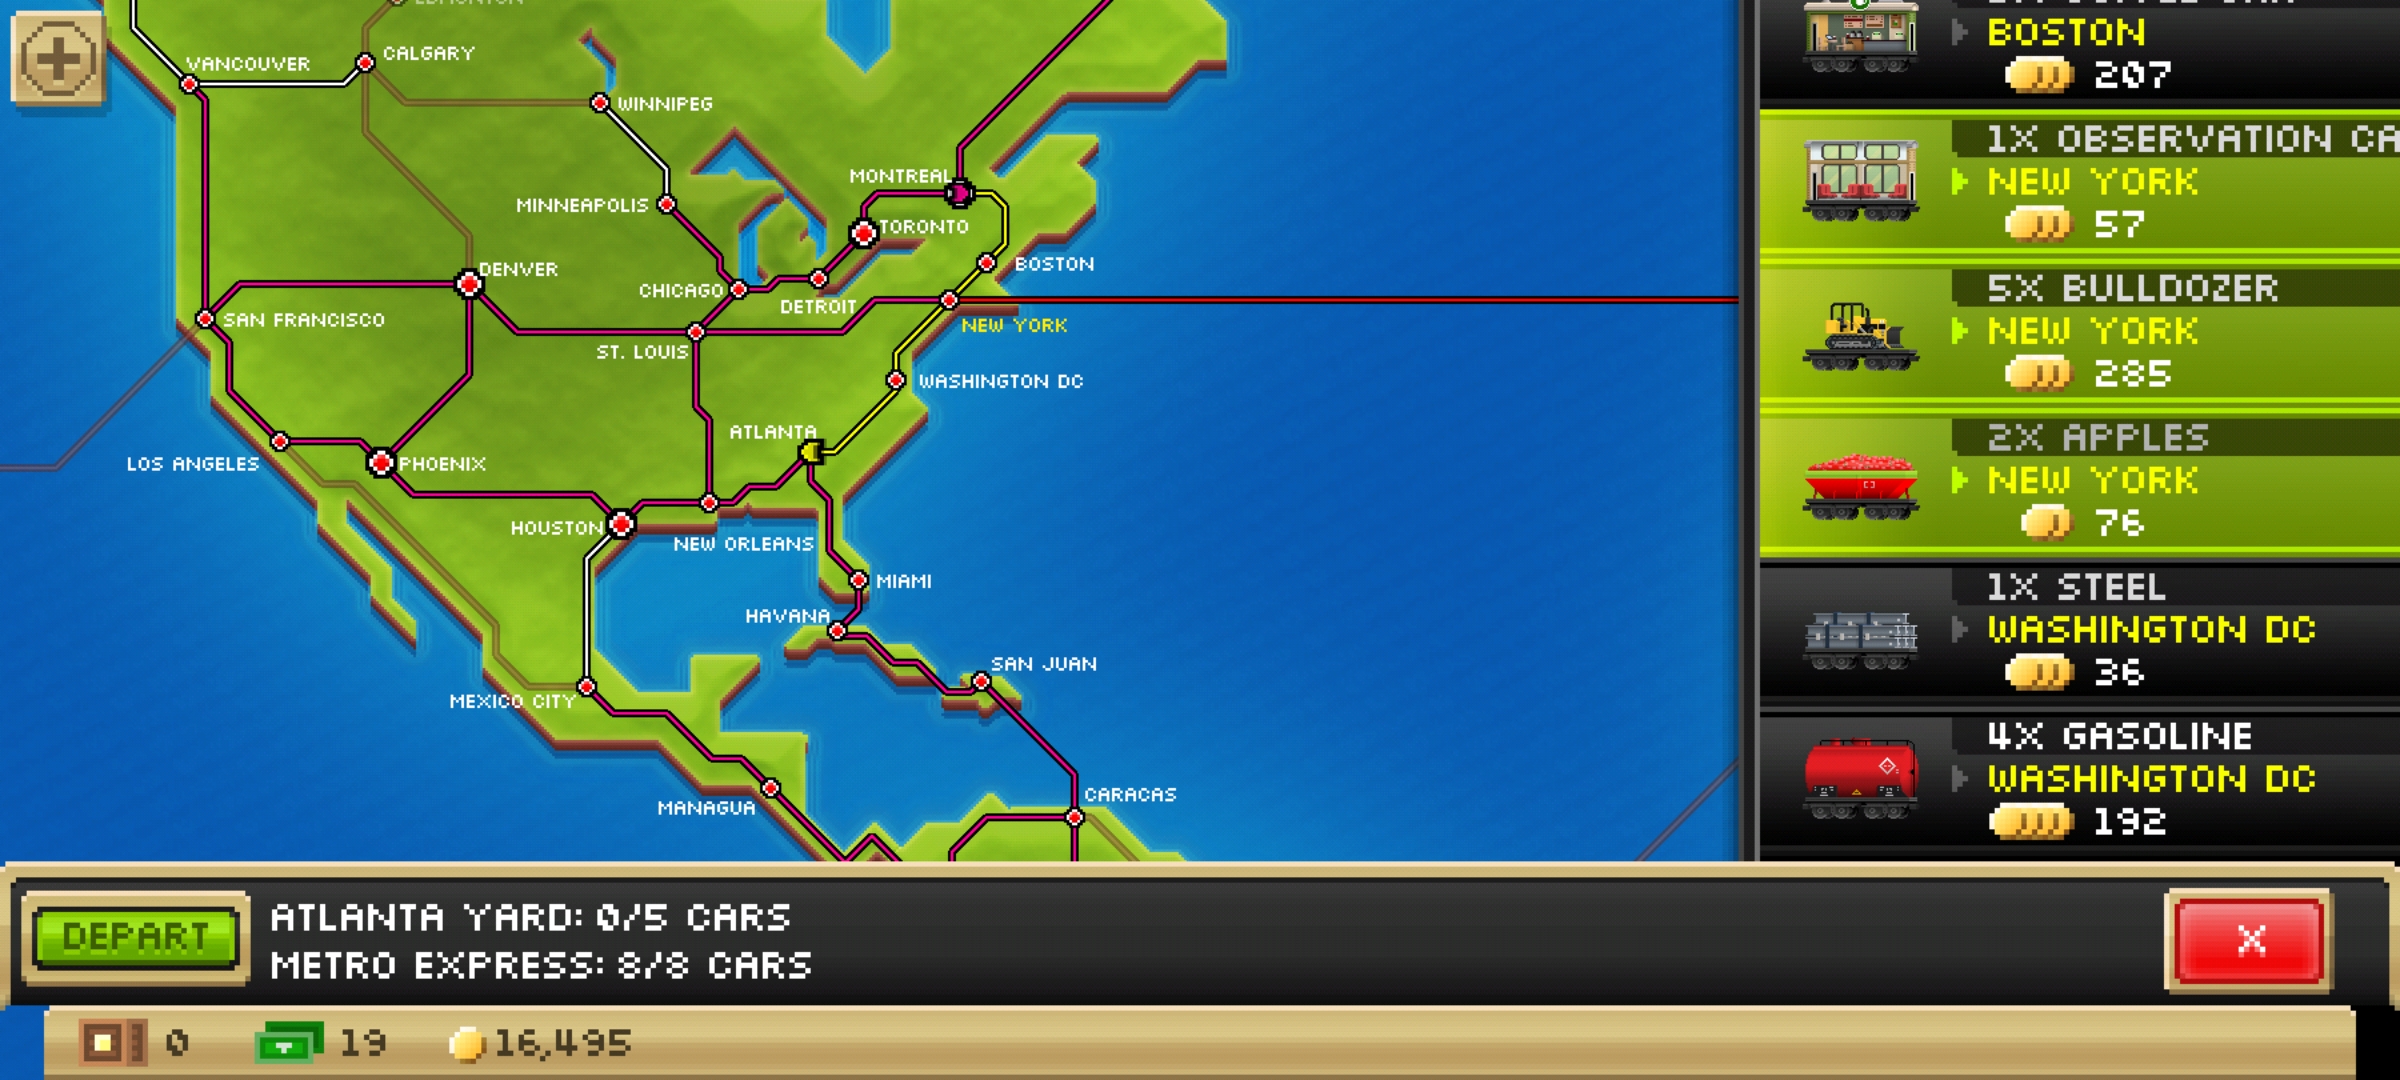 EDMONTON
CALGARY
VANCOUVER
WINNIPEG
MONTREAL
MINNEAPOLIS
TORONTO
BOSTON
DENVER
CHICAGO
DETROIT
SAN FRANCISCO
NEW YORK
ST. LOUIS
WASHINGTON DC
ATLANTA
LOS ANGELES
PHOENIX
HOUSTON
NEW ORLEANS
MIAMI
HAVANA
SAN JUAN
MEXICO CITY
CARACAS
MANAGUA
BOSTON
207
1X OBSERVATION CA
NEW YORK
57
5X BULLDOZER
NEW YORK
285
2X APPLES
NEW YORK
76
1X STEEL
WASHINGTON DC
36
4X GASOLINE
WASHINGTON DC
192
DEPART
ATLANTA YARD: 0/5 CARS
METRO EXPRESS: 8/8 CARS
X
0
19
16,495